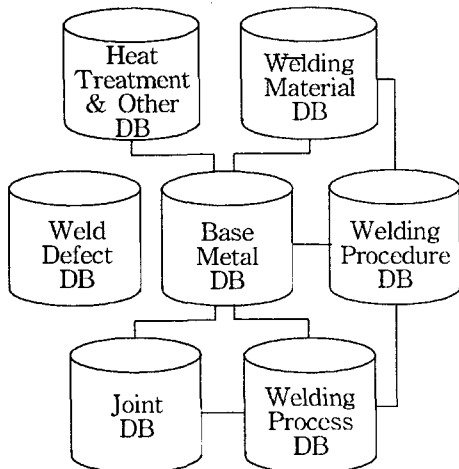 Heat
Treatment
& Other
DB
Welding
Material
DB
Weld
Defect
DB
Base
Metal
DB
Welding
Procedure
DB
Joint
DB
Welding
Process
DB